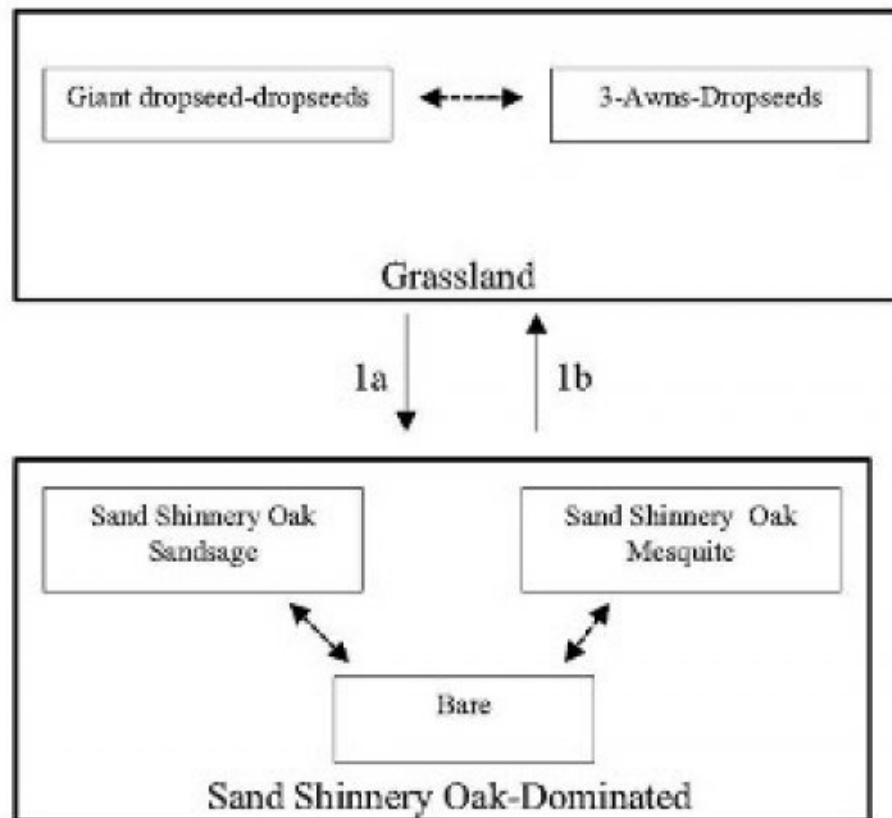 Giant dropseed-dropseeds
3-Awns-Dropseeds
Grassland
1a
1b
Sand Shinnery Oak
Sandsage
Sand Shinnery Oak
Mesquite
Bare
Sand Shinnery Oak-Dominated